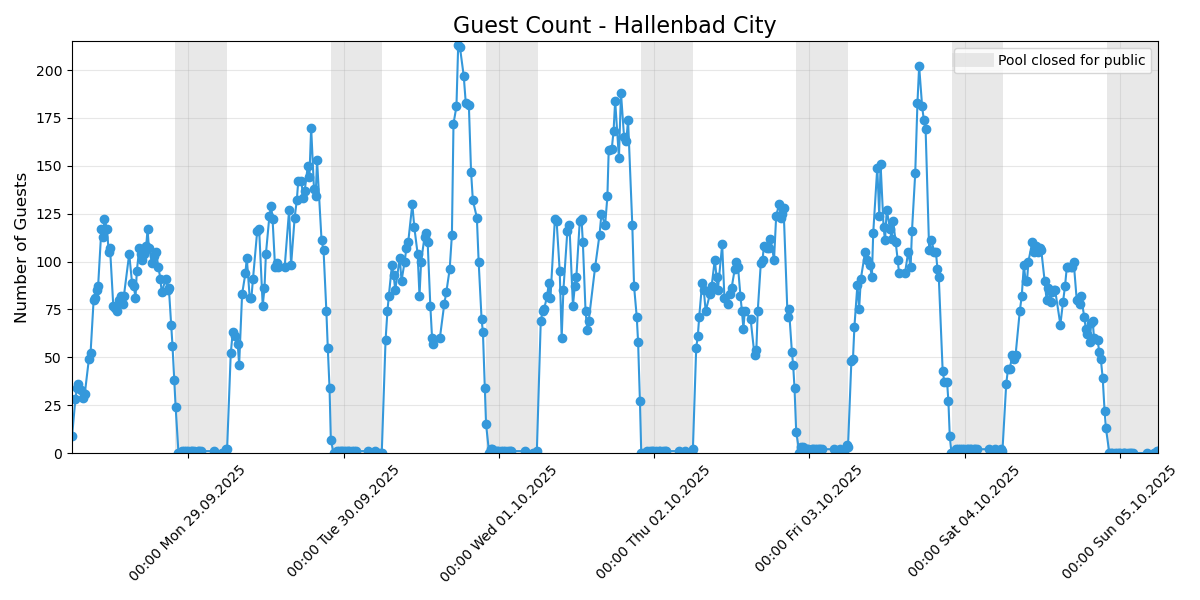 Guest Count - Hallenbad City
Pool closed for public
Number of Guests
200
175
150
125
100
75
50
25
0
00:00 Mon 29.09.2025
00:00 Tue 30.09.2025
00:00 Wed 01.10.2025
00:00 Thu 02.10.2025
00:00 Fri 03.10.2025
00:00 Sat 04.10.2025
00:00 Sun 05.10.2025